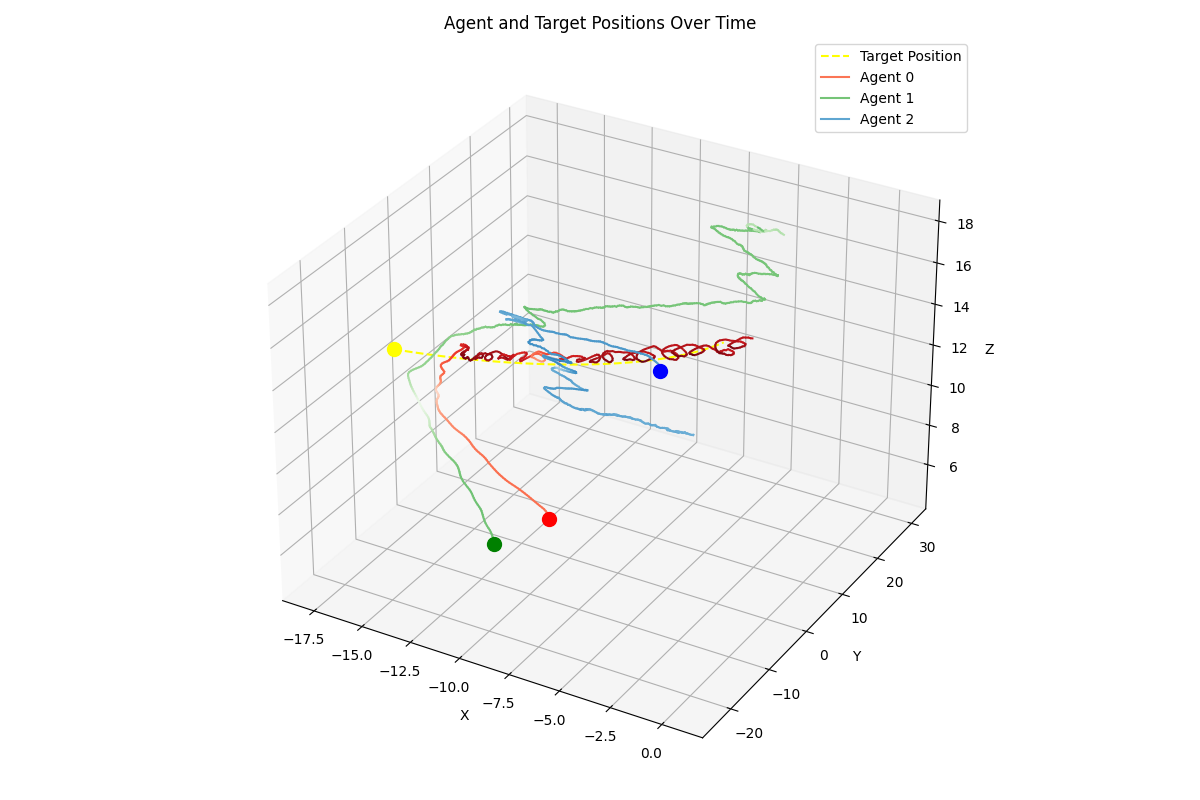 Agent and Target Positions Over Time
Target Position
Agent 0
Agent 1
Agent 2
18
16
14
12
Z
10
8
6
30
20
10
0
Y
−10
−20
−17.5
−15.0
−12.5
−10.0
X
−7.5
−5.0
−2.5
0.0